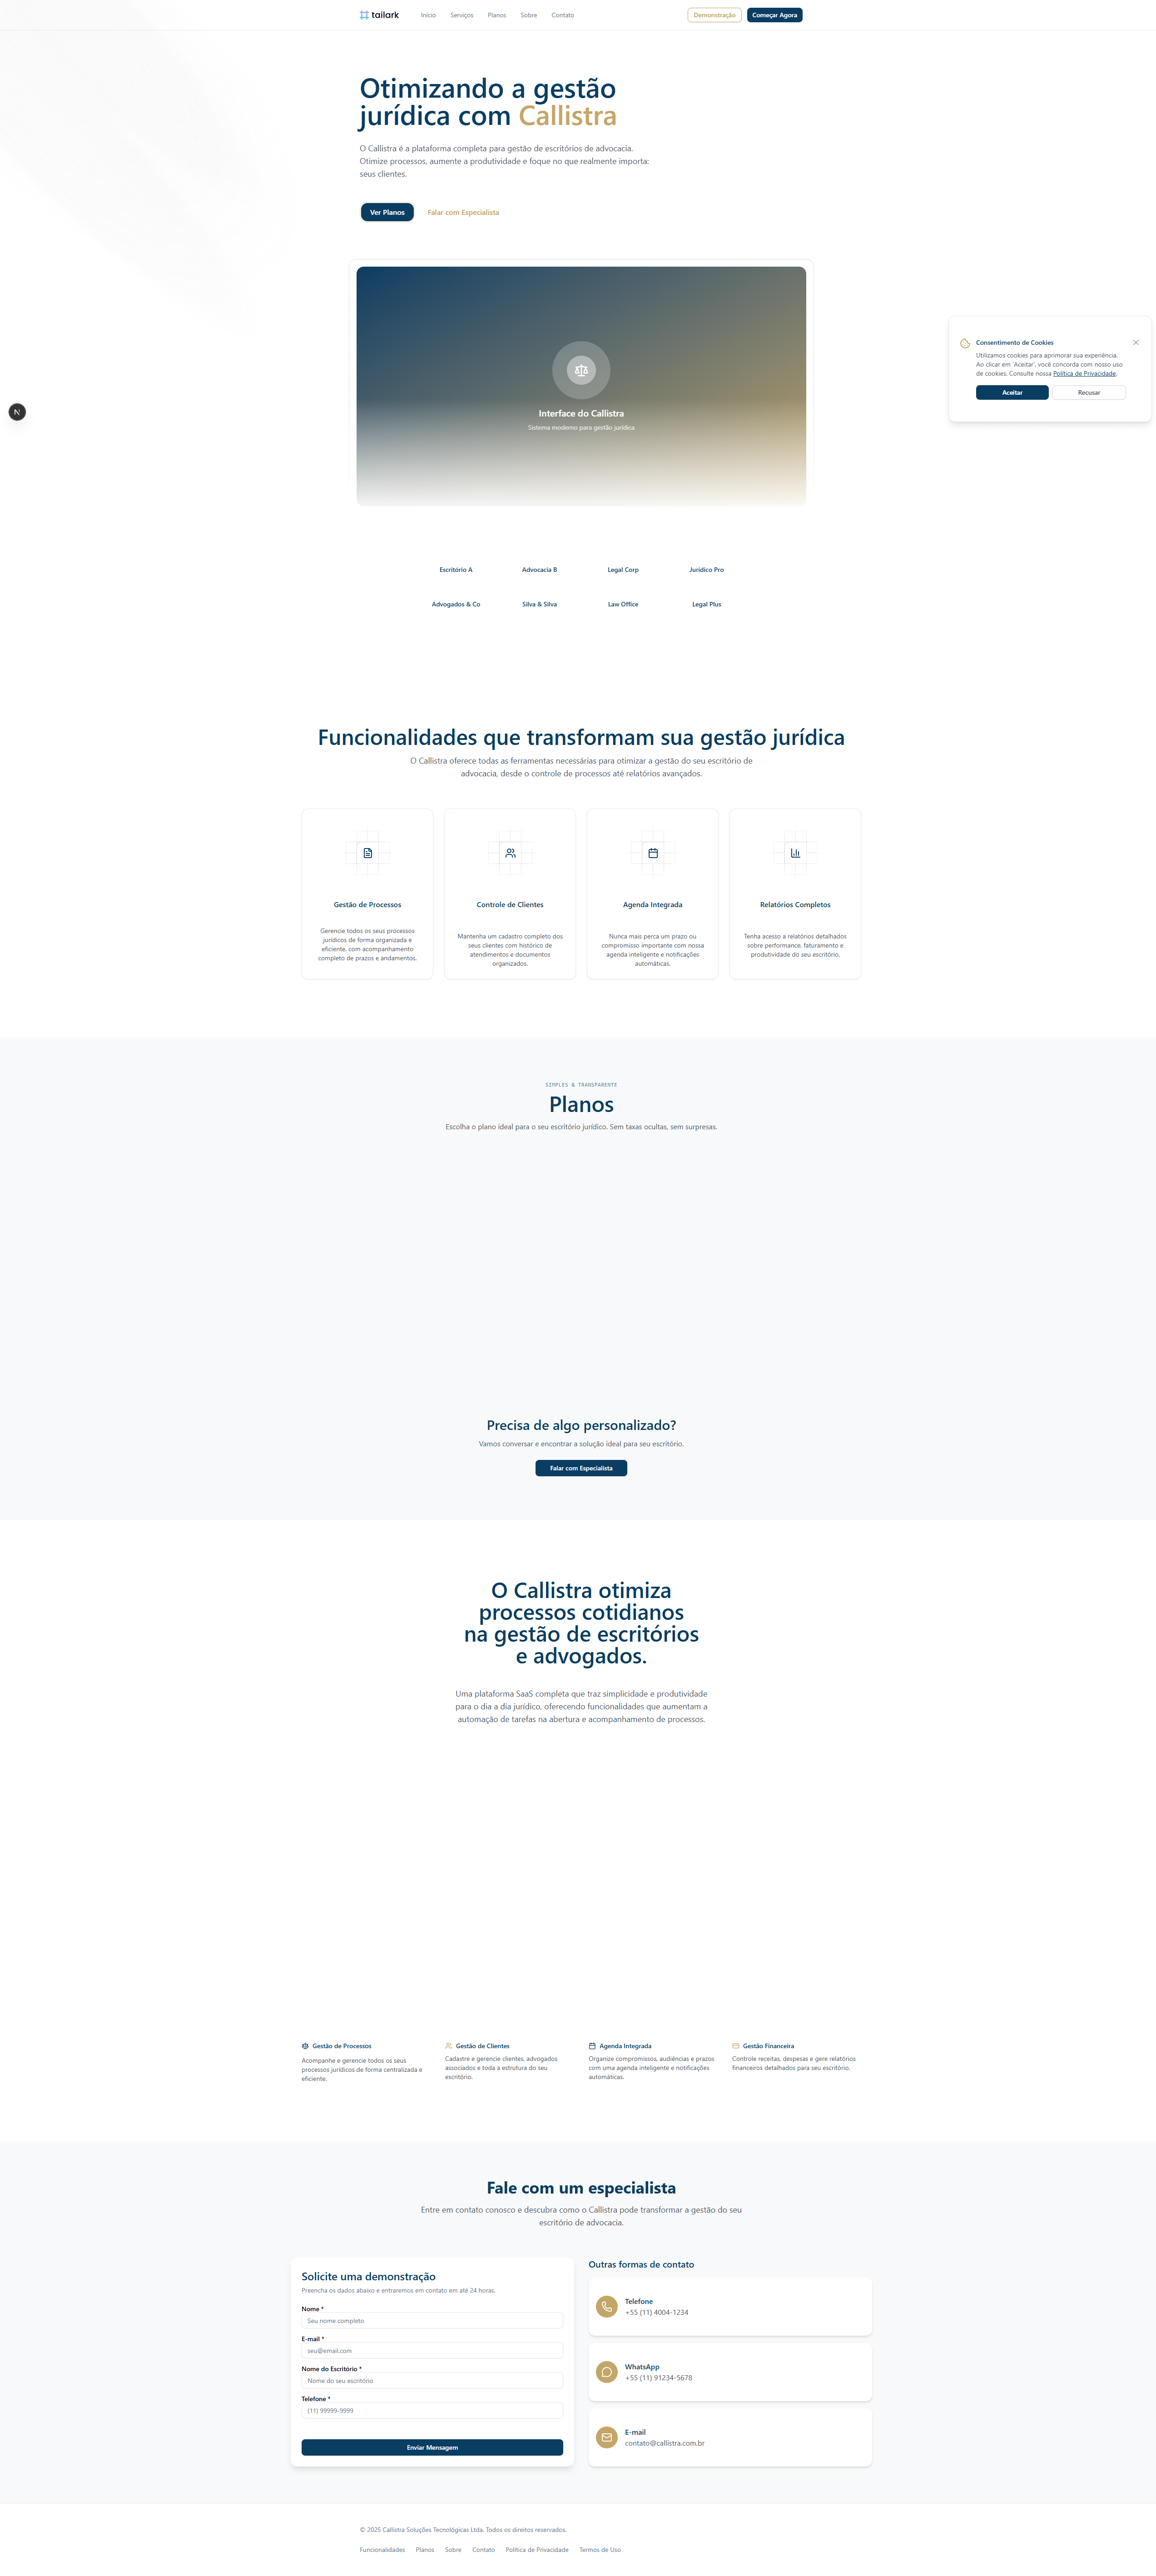 tailark
Início
Serviços
Planos
Sobre
Contato
Demonstração
Começar Agora
Otimizando a gestão
jurídica com Callistra
O Callistra é a plataforma completa para gestão de escritórios de advocacia.
Otimize processos, aumente a produtividade e foque no que realmente importa:
seus clientes.
Ver Planos
Falar com Especialista
Interface do Callistra
Sistema moderno para gestão jurídica
Consentimento de Cookies
Utilizamos cookies para aprimorar sua experiência.
Ao clicar em 'Aceitar', você concorda com nosso uso
de cookies. Consulte nossa Política de Privacidade.
Aceitar
Recusar
N
Escritório A
Advocacia B
Legal Corp
Jurídico Pro
Advogados & Co
Silva & Silva
Law Office
Legal Plus
Funcionalidades que transformam sua gestão jurídica
O Callistra oferece todas as ferramentas necessárias para otimizar a gestão do seu escritório de
advocacia, desde o controle de processos até relatórios avançados.
Gestão de Processos
Gerencie todos os seus processos
jurídicos de forma organizada e
eficiente, com acompanhamento
completo de prazos e andamentos.
Controle de Clientes
Mantenha um cadastro completo dos
seus clientes com histórico de
atendimentos e documentos
organizados.
Agenda Integrada
Nunca mais perca um prazo ou
compromisso importante com nossa
agenda inteligente e notificações
automáticas.
Relatórios Completos
Tenha acesso a relatórios detalhados
sobre performance, faturamento e
produtividade do seu escritório.
SIMPLES & TRANSPARENTE
Planos
Escolha o plano ideal para o seu escritório jurídico. Sem taxas ocultas, sem surpresas.
Precisa de algo personalizado?
Vamos conversar e encontrar a solução ideal para seu escritório.
Falar com Especialista
O Callistra otimiza
processos cotidianos
na gestão de escritórios
e advogados.
Uma plataforma SaaS completa que traz simplicidade e produtividade
para o dia a dia jurídico, oferecendo funcionalidades que aumentam a
automação de tarefas na abertura e acompanhamento de processos.
Gestão de Processos
Acompanhe e gerencie todos os seus
processos jurídicos de forma centralizada e
eficiente.
Gestão de Clientes
Cadastre e gerencie clientes, advogados
associados e toda a estrutura do seu
escritório.
Agenda Integrada
Organize compromissos, audiências e prazos
com uma agenda inteligente e notificações
automáticas.
Gestão Financeira
Controle receitas, despesas e gere relatórios
financeiros detalhados para seu escritório.
Fale com um especialista
Entre em contato conosco e descubra como o Callistra pode transformar a gestão do seu
escritório de advocacia.
Solicite uma demonstração
Preencha os dados abaixo e entraremos em contato em até 24 horas.
Nome *
Seu nome completo
E-mail *
seu@email.com
Nome do Escritório *
Nome do seu escritório
Telefone *
(11) 99999-9999
Enviar Mensagem
Outras formas de contato
Telefone
+55 (11) 4004-1234
WhatsApp
+55 (11) 91234-5678
E-mail
contato@callistra.com.br
© 2025 Callistra Soluções Tecnológicas Ltda. Todos os direitos reservados.
Funcionalidades
Planos
Sobre
Contato
Política de Privacidade
Termos de Uso